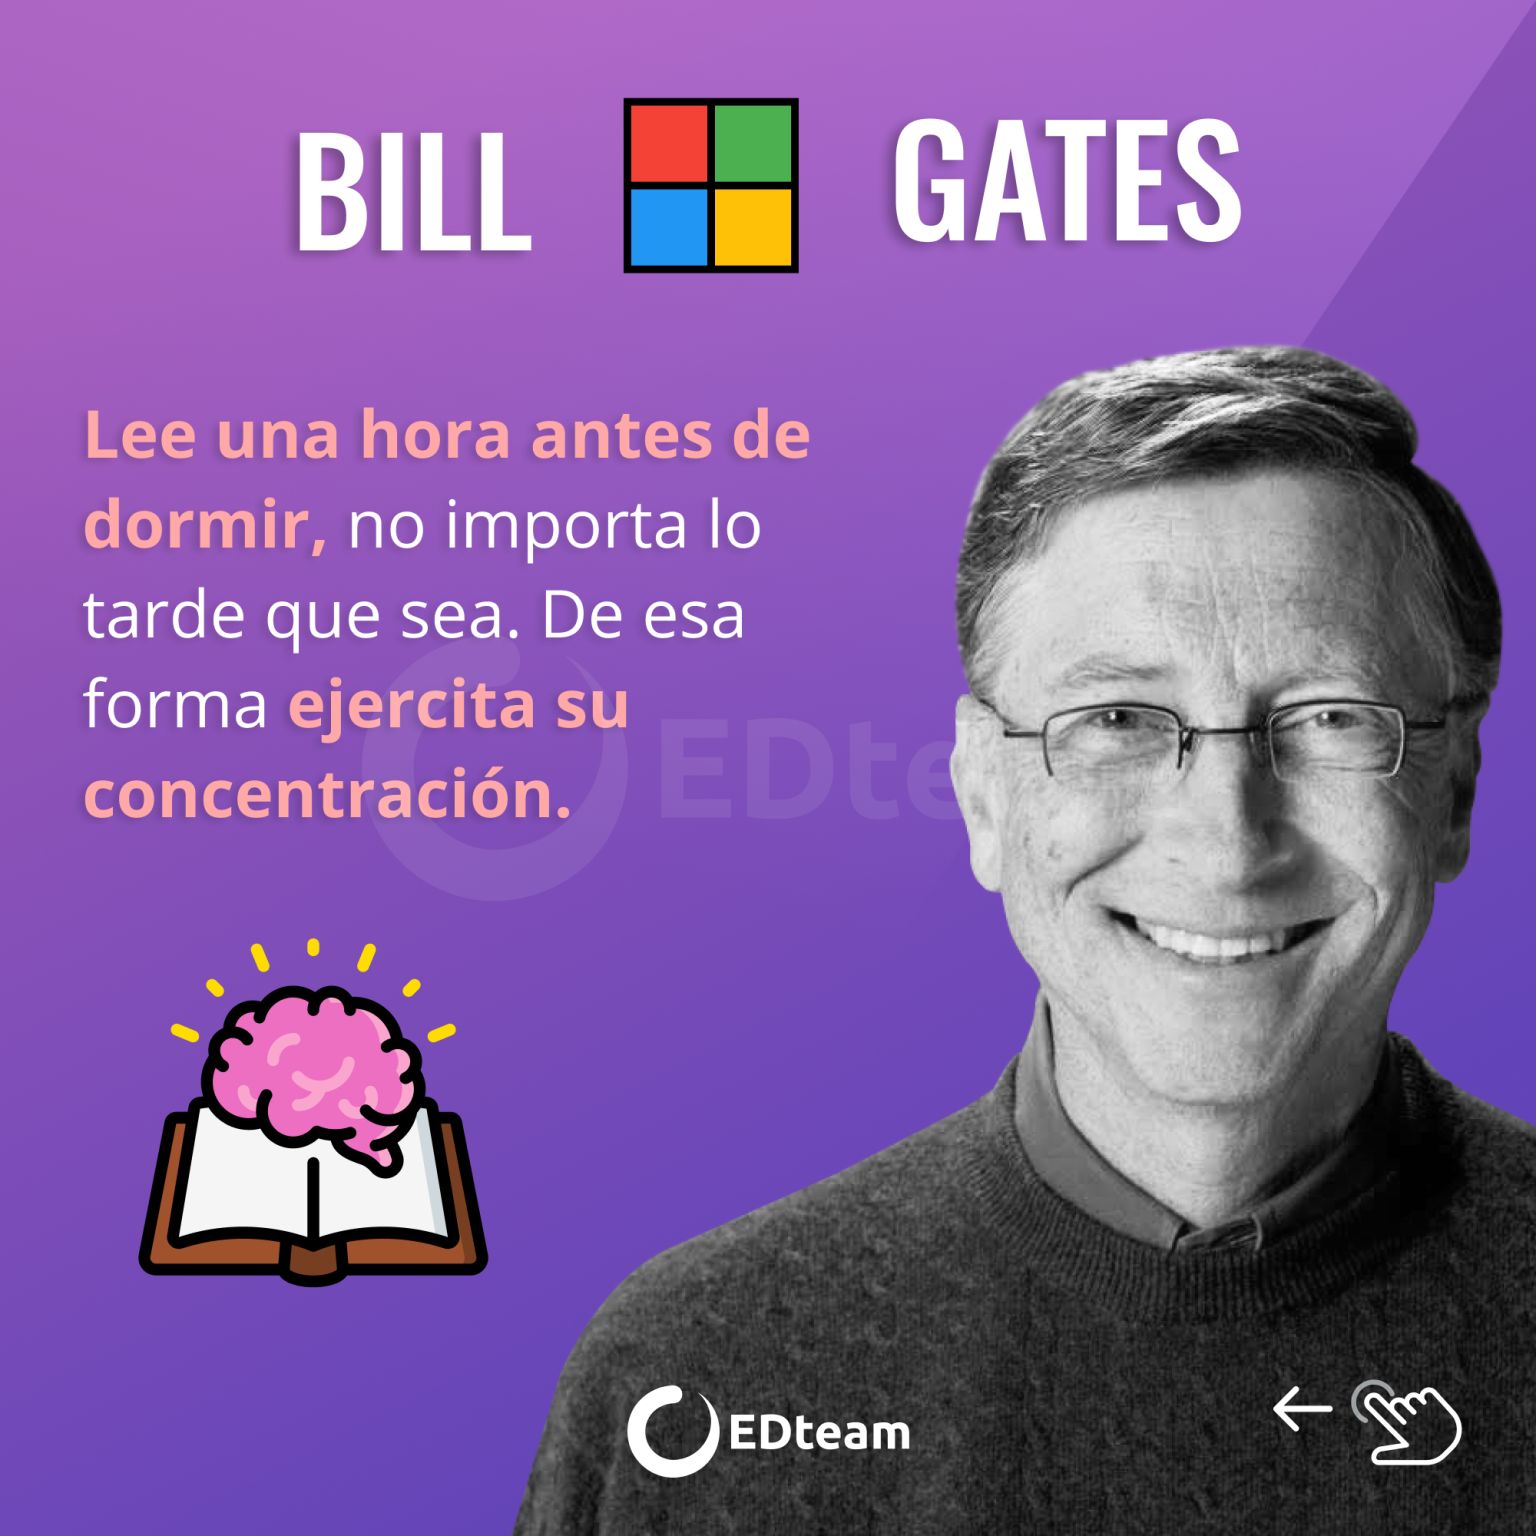 BILL GATES
Lee una hora antes de
dormir, no importa lo
tarde que sea. De esa
forma ejercita su
concentración.
EDte
EDteam